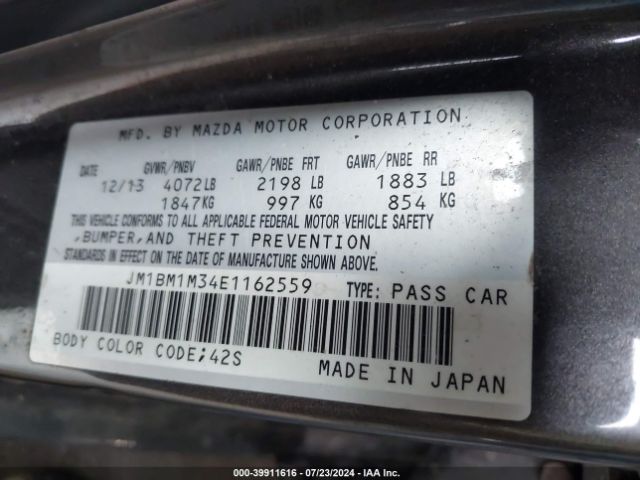 MFD. BY MAZDA MOTOR CORPORATION
DATE GVWR/PNBV GAWR/PNBE FRT GAWR/PNBE RR
12/13 4072LB 2198 LB 1883 LB
1847KG 997 KG 854 KG
THIS VEHICLE CONFORMS TO ALL APPLICABLE FEDERAL MOTOR VEHICLE SAFETY
,BUMPER,AND THEFT PREVENTION
STANDARDS IN EFFECT ON THE DATE OF MANUFACTURE SHOWN ABOVE.
JM1BM1M34E1162559 TYPE: PASS CAR
BODY COLOR CODE;42S
MADE IN JAPAN
000-39911616 - 07/23/2024 - IAA Inc.